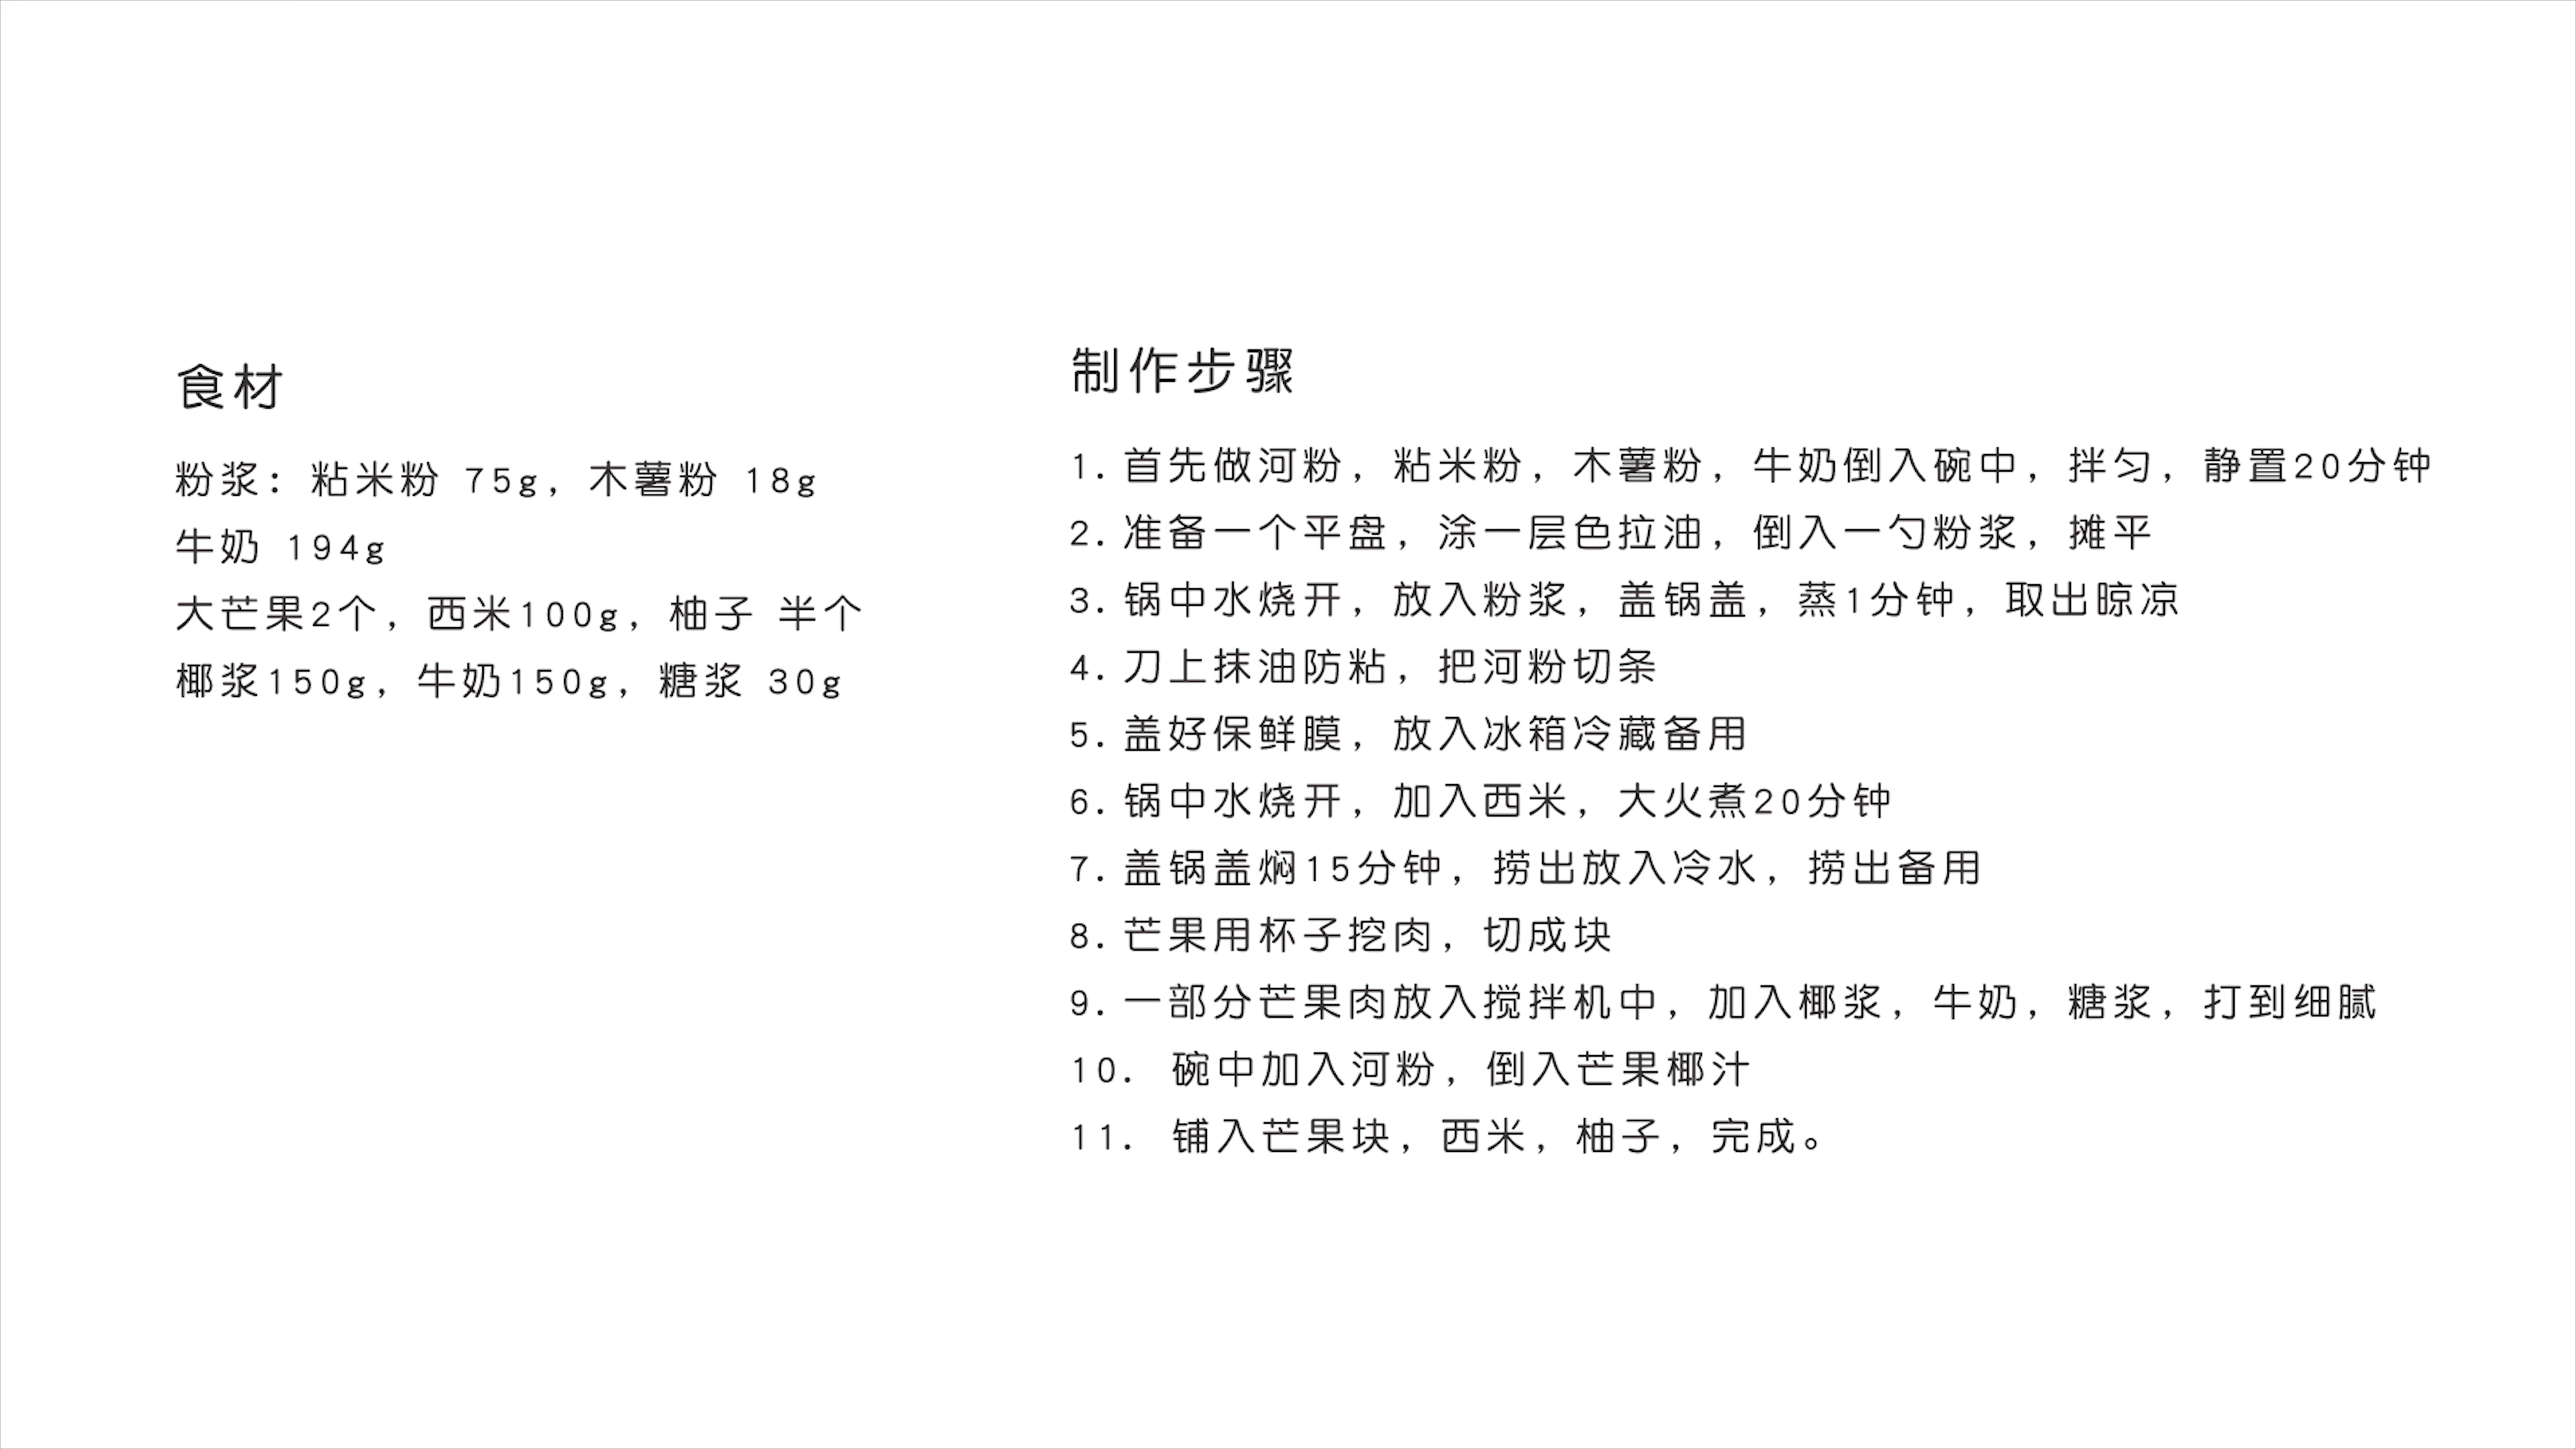 食材
粉浆：粘米粉 75g，木薯粉 18g
牛奶 194g
大芒果2个，西米100g，柚子 半个
椰浆150g，牛奶150g，糖浆 30g
制作步骤
1. 首先做河粉，粘米粉，木薯粉，牛奶倒入碗中，拌匀，静置20分钟
2. 准备一个平盘，涂一层色拉油，倒入一勺粉浆，摊平
3. 锅中水烧开，放入粉浆，盖锅盖，蒸1分钟，取出晾凉
4. 刀上抹油防粘，把河粉切条
5. 盖好保鲜膜，放入冰箱冷藏备用
6. 锅中水烧开，加入西米，大火煮20分钟
7. 盖锅盖焖15分钟，捞出放入冷水，捞出备用
8. 芒果用杯子挖肉，切成块
9. 一部分芒果肉放入搅拌机中，加入椰浆，牛奶，糖浆，打到细腻
10. 碗中加入河粉，倒入芒果椰汁
11. 铺入芒果块，西米，柚子，完成。